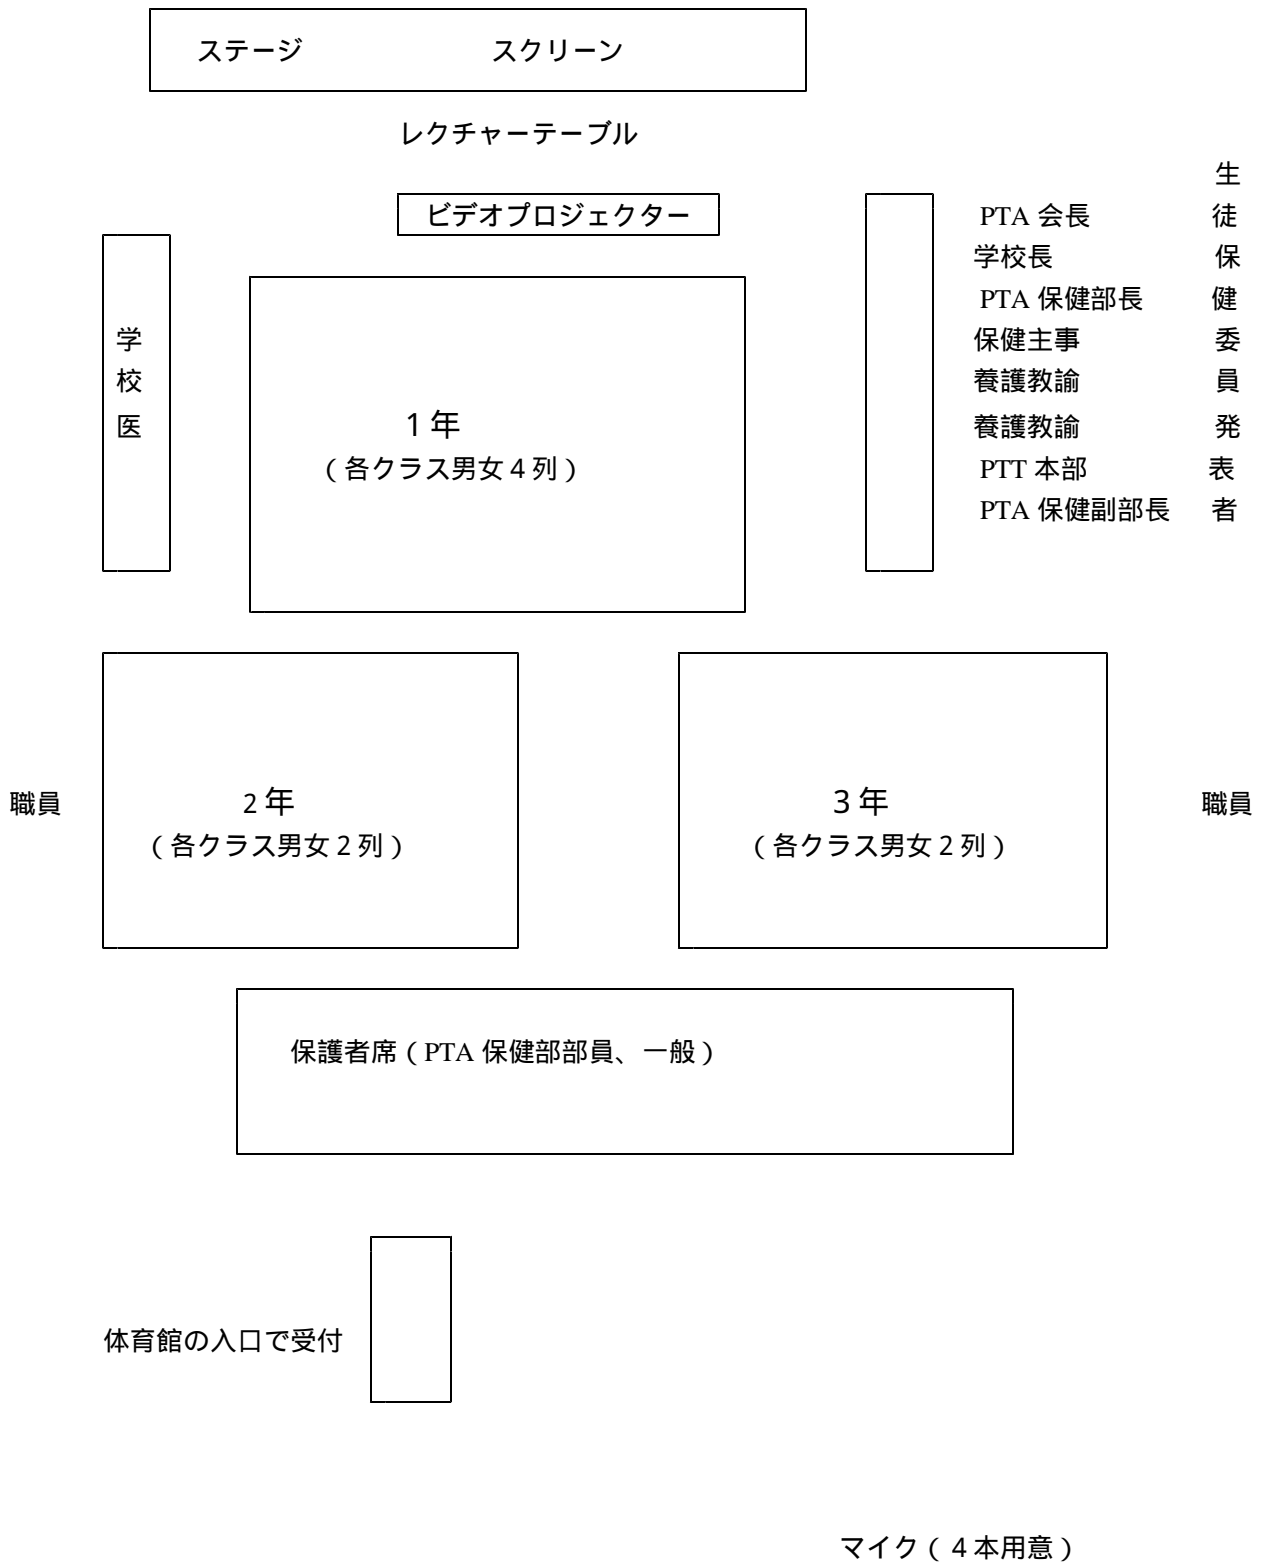 ステージ　スクリーン
レクチャーテーブル
ビデオプロジェクター
学校医
1年
（各クラス男女4列）
PTA 会長
学校長
PTA 保健部長
保健主事
養護教諭
養護教諭
PTT 本部
PTA 保健副部長
生徒保健委員発表者
職員
2年
（各クラス男女2列）
3年
（各クラス男女2列）
職員
保護者席（PTA 保健部部員、一般）
体育館の入口で受付
マイク（４本用意）